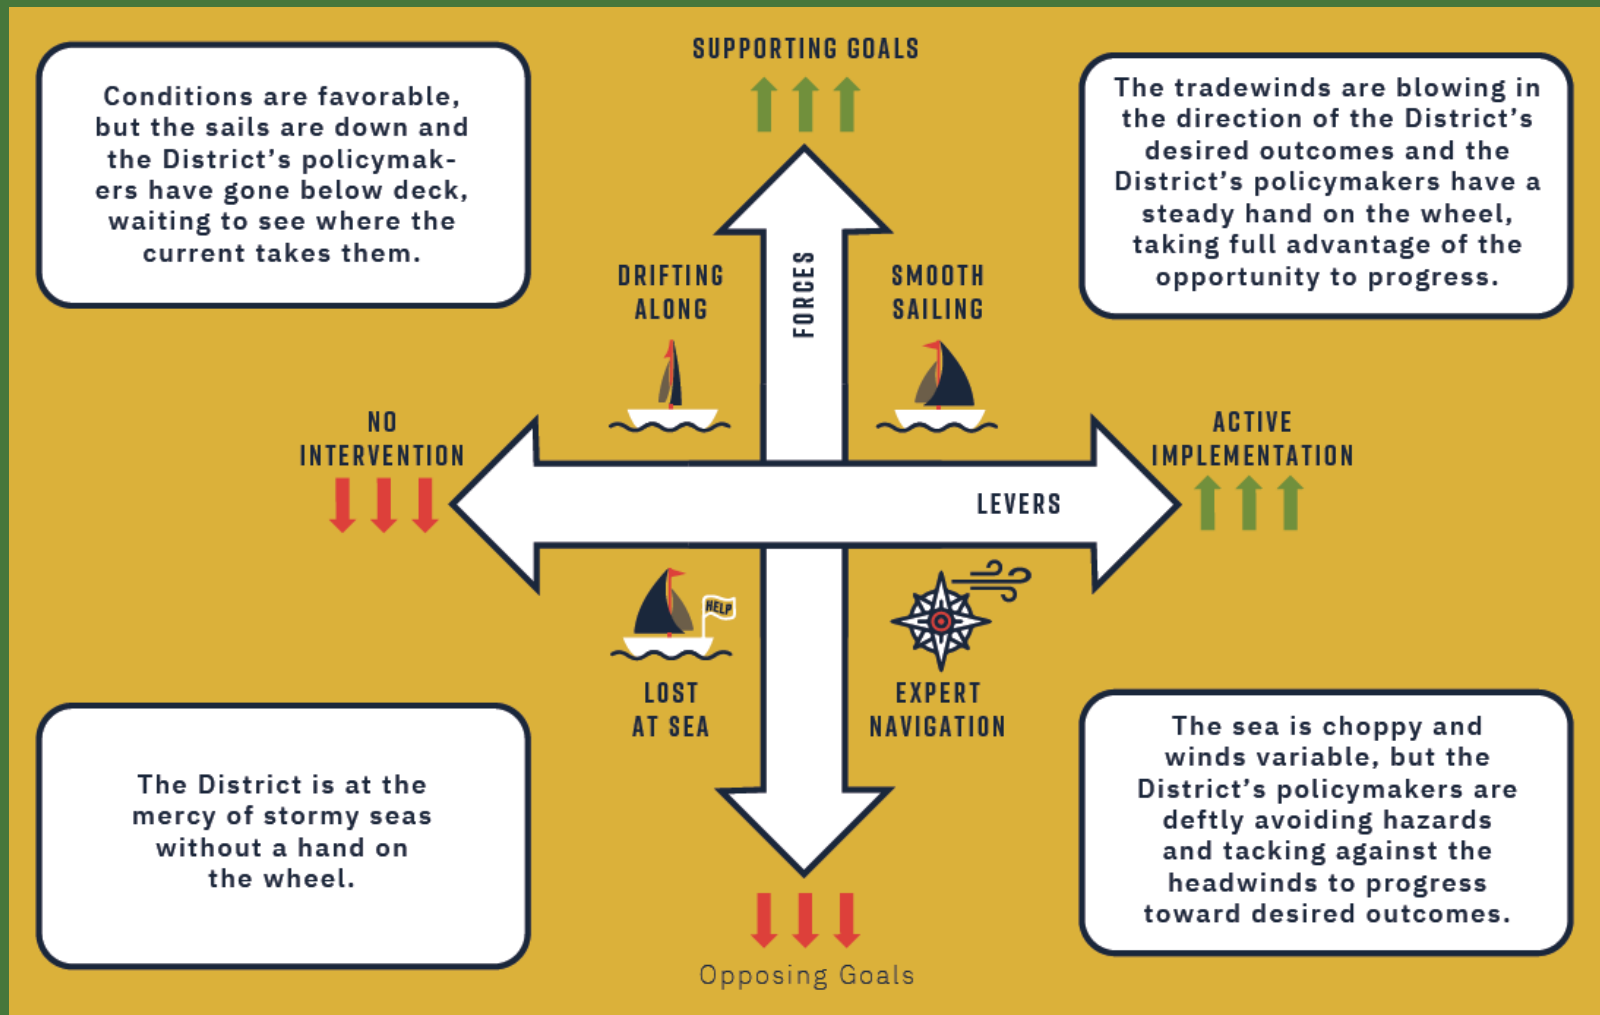 SUPPORTING GOALS
Conditions are favorable,
but the sails are down and
the District's policymak-
ers have gone below deck,
waiting to see where the
current takes them.
The tradewinds are blowing in
the direction of the District's
desired outcomes and the
District's policymakers have a
steady hand on the wheel,
taking full advantage of the
opportunity to progress.
FORCES
DRIFTING
ALONG
SMOOTH
SAILING
NO
INTERVENTION
ACTIVE
IMPLEMENTATION
LEVERS
HELP
LOST
AT SEA
EXPERT
NAVIGATION
The District is at the
mercy of stormy seas
without a hand on
the wheel.
The sea is choppy and
winds variable, but the
District's policymakers are
deftly avoiding hazards
and tacking against the
headwinds to progress
toward desired outcomes.
Opposing Goals